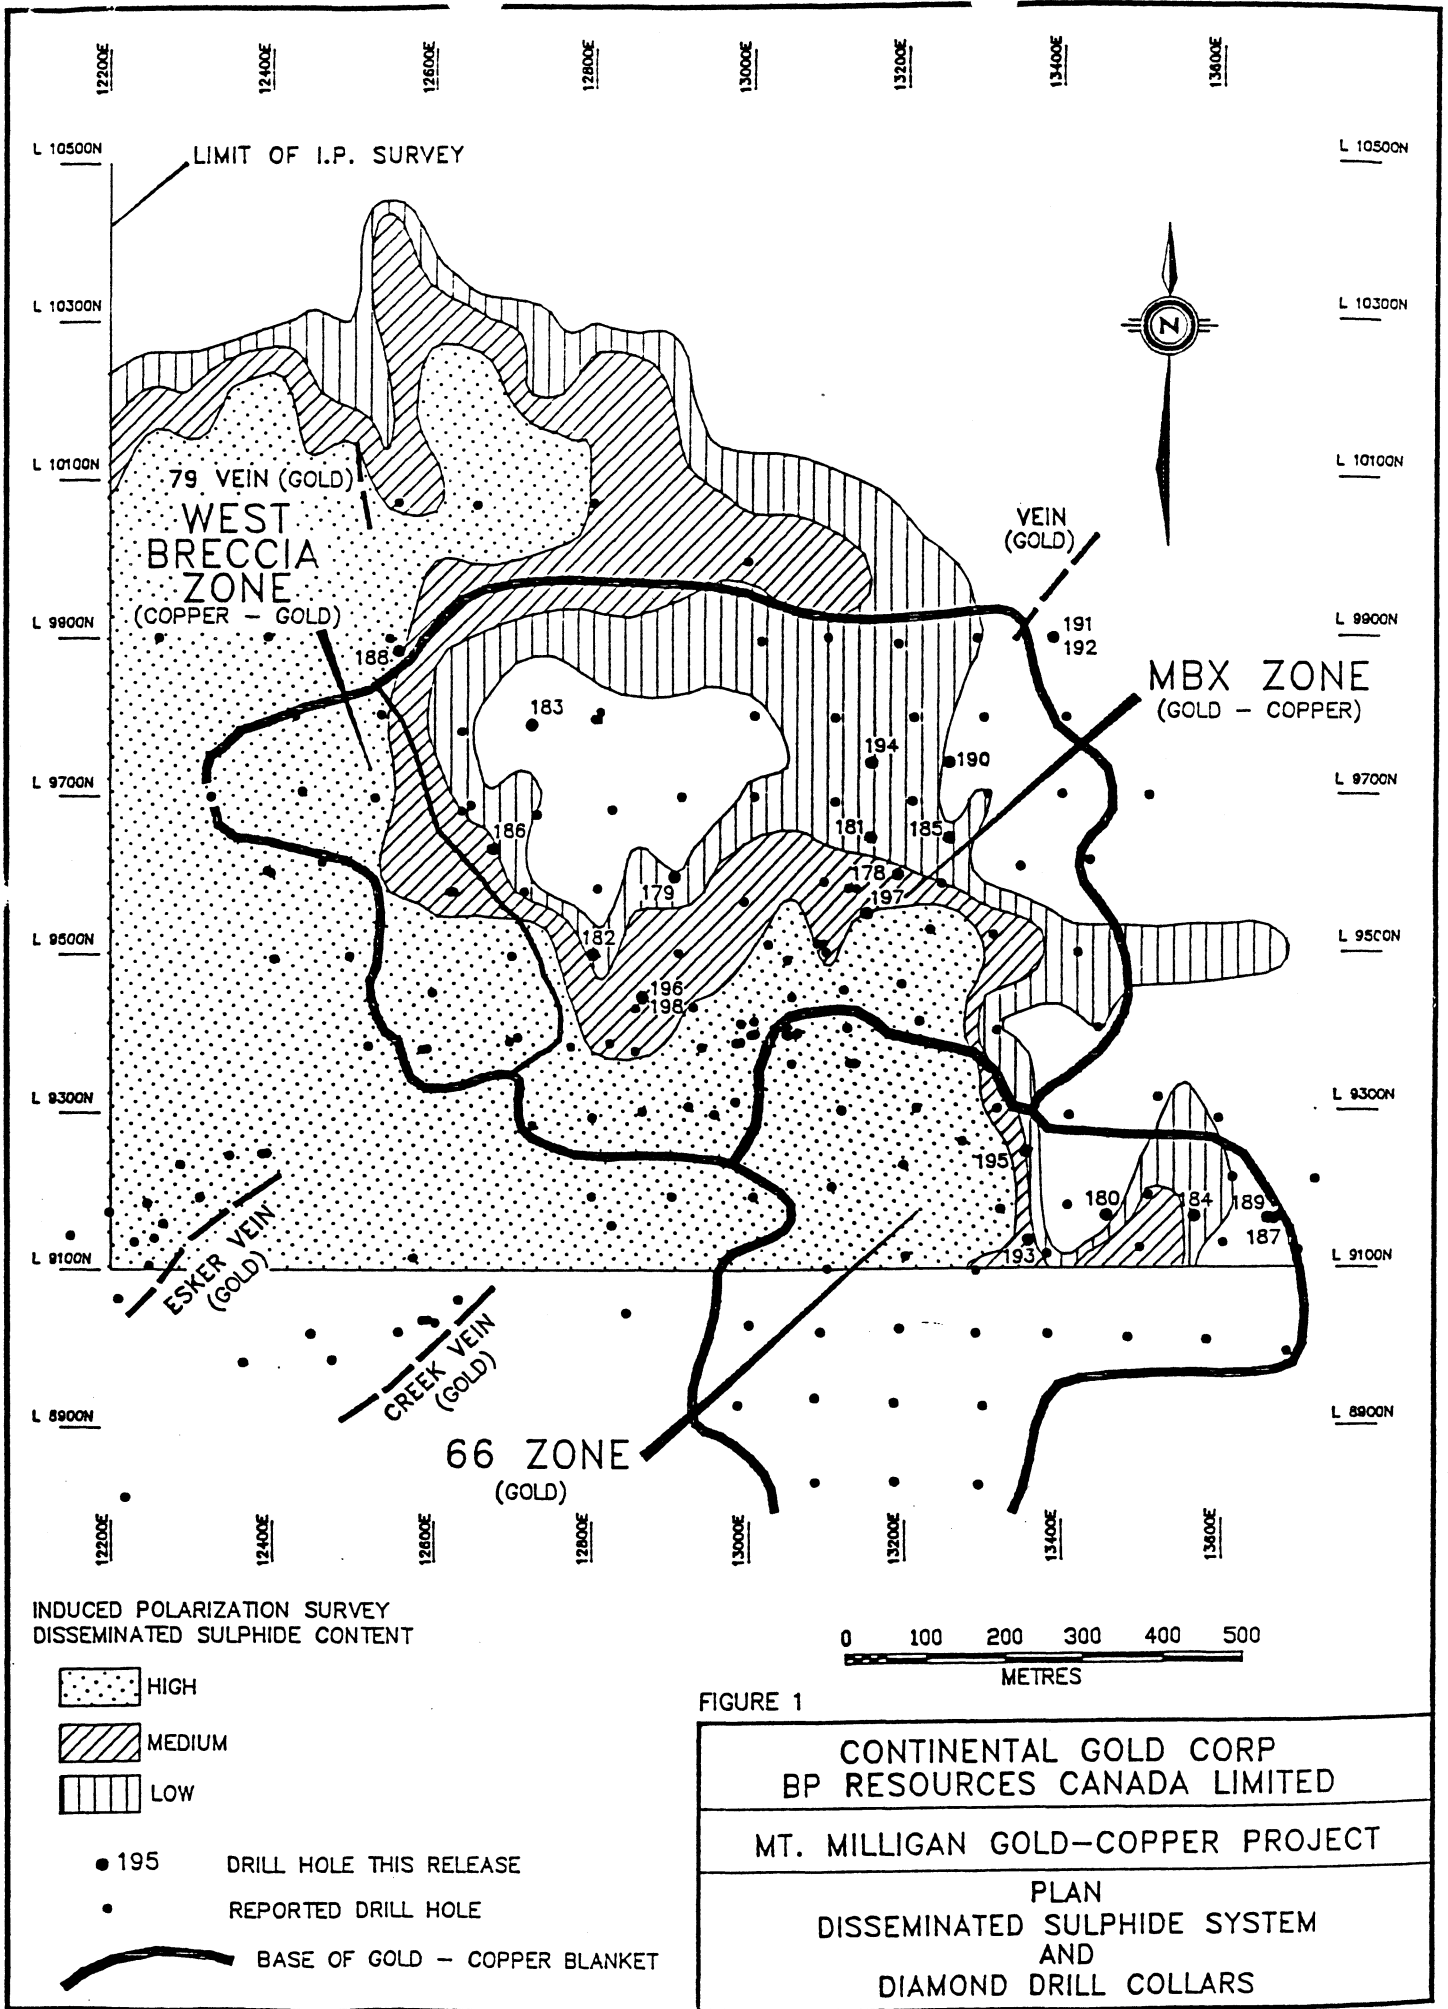 12200E
12400E
12600E
12800E
13000E
13200E
13400E
13600E
L 10500N
LIMIT OF I.P. SURVEY
L 10500N
L 10300N
L 10300N
N
L 10100N
L 10100N
79 VEIN (GOLD)
WEST
BRECCIA
ZONE
(COPPER – GOLD)
VEIN
(GOLD)
L 9900N
L 9900N
191
192
188
MBX ZONE
(GOLD – COPPER)
183
194
190
L 9700N
L 9700N
186
181
185
178
179
197
182
L 9500N
L 9500N
196
198
L 9300N
L 9300N
195
180
184
189
187
193
L 9100N
L 9100N
ESKER VEIN
(GOLD)
CREEK VEIN
(GOLD)
L 8900N
L 8900N
66 ZONE
(GOLD)
12200E
12400E
12600E
12800E
13000E
13200E
13400E
13600E
INDUCED POLARIZATION SURVEY
DISSEMINATED SULPHIDE CONTENT
HIGH
MEDIUM
LOW
195 DRILL HOLE THIS RELEASE
REPORTED DRILL HOLE
BASE OF GOLD – COPPER BLANKET
0 100 200 300 400 500
METRES
FIGURE 1
CONTINENTAL GOLD CORP
BP RESOURCES CANADA LIMITED
MT. MILLIGAN GOLD–COPPER PROJECT
PLAN
DISSEMINATED SULPHIDE SYSTEM
AND
DIAMOND DRILL COLLARS